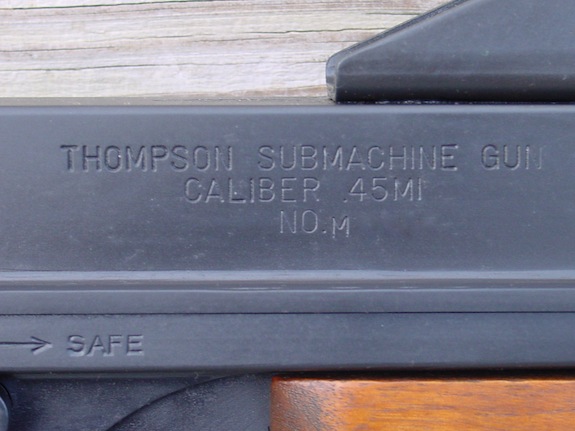 THOMPSON SUBMACHINE GUN
CALIBER .45M1
NO.M
→ SAFE